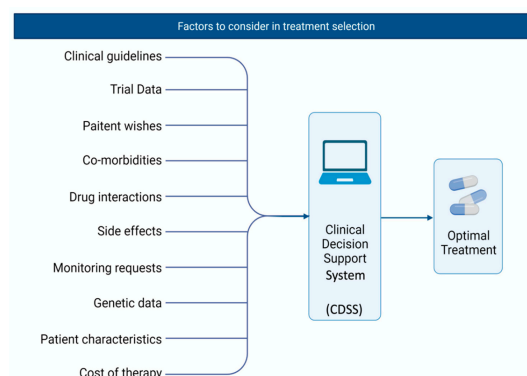 Factors to consider in treatment selection
Clinical guidelines
Trial Data
Paitent wishes
Co-morbidities
Drug interactions
Side effects
Monitoring requests
Genetic data
Patient characteristics
Cost of therapy
Clinical
Decision
Support
System
(CDSS)
Optimal
Treatment